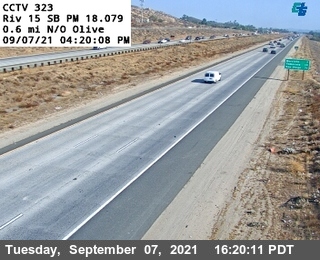 CCTV 323
Riv 15 SB PM 18.079
0.6 mi N/O Olive
09/07/21 04:20:08 PM
Tuesday, September 07, 2021 16:20:11 PDT